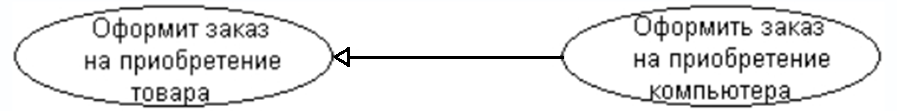 Оформит заказ
на приобретение
товара
Оформить заказ
на приобретение
компьютера